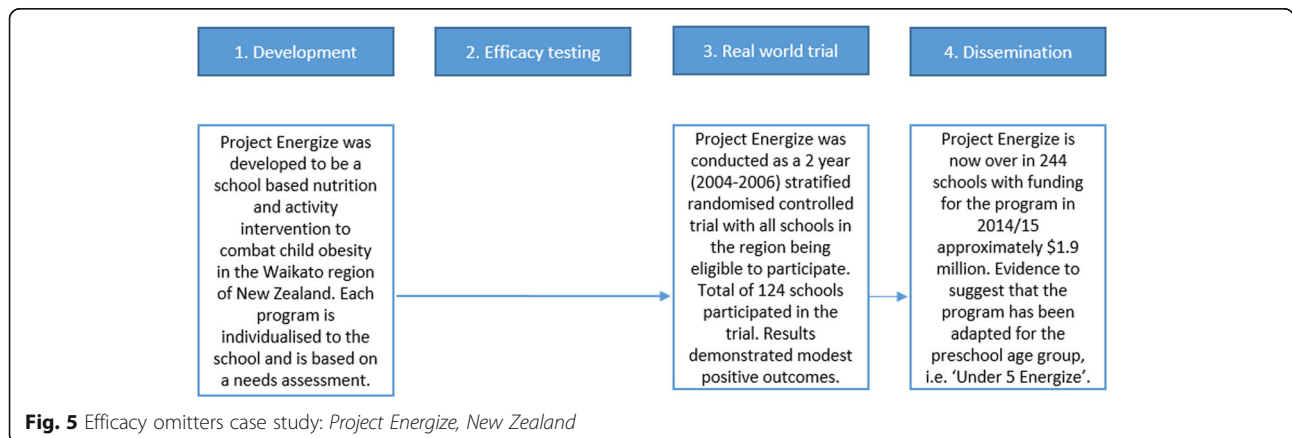 1. Development
2. Efficacy testing
3. Real world trial
4. Dissemination
Project Energize was
developed to be a
school based nutrition
and activity
intervention to
combat child obesity
in the Waikato region
of New Zealand. Each
program is
individualised to the
school and is based on
a needs assessment.
Project Energize was
conducted as a 2 year
(2004-2006) stratified
randomised controlled
trial with all schools in
the region being
eligible to participate.
Total of 124 schools
participated in the
trial. Results
demonstrated modest
positive outcomes.
Project Energize is
now over in 244
schools with funding
for the program in
2014/15
approximately $1.9
million. Evidence to
suggest that the
program has been
adapted for the
preschool age group,
i.e. ‘Under 5 Energize’.
Fig. 5 Efficacy omitters case study: Project Energize, New Zealand